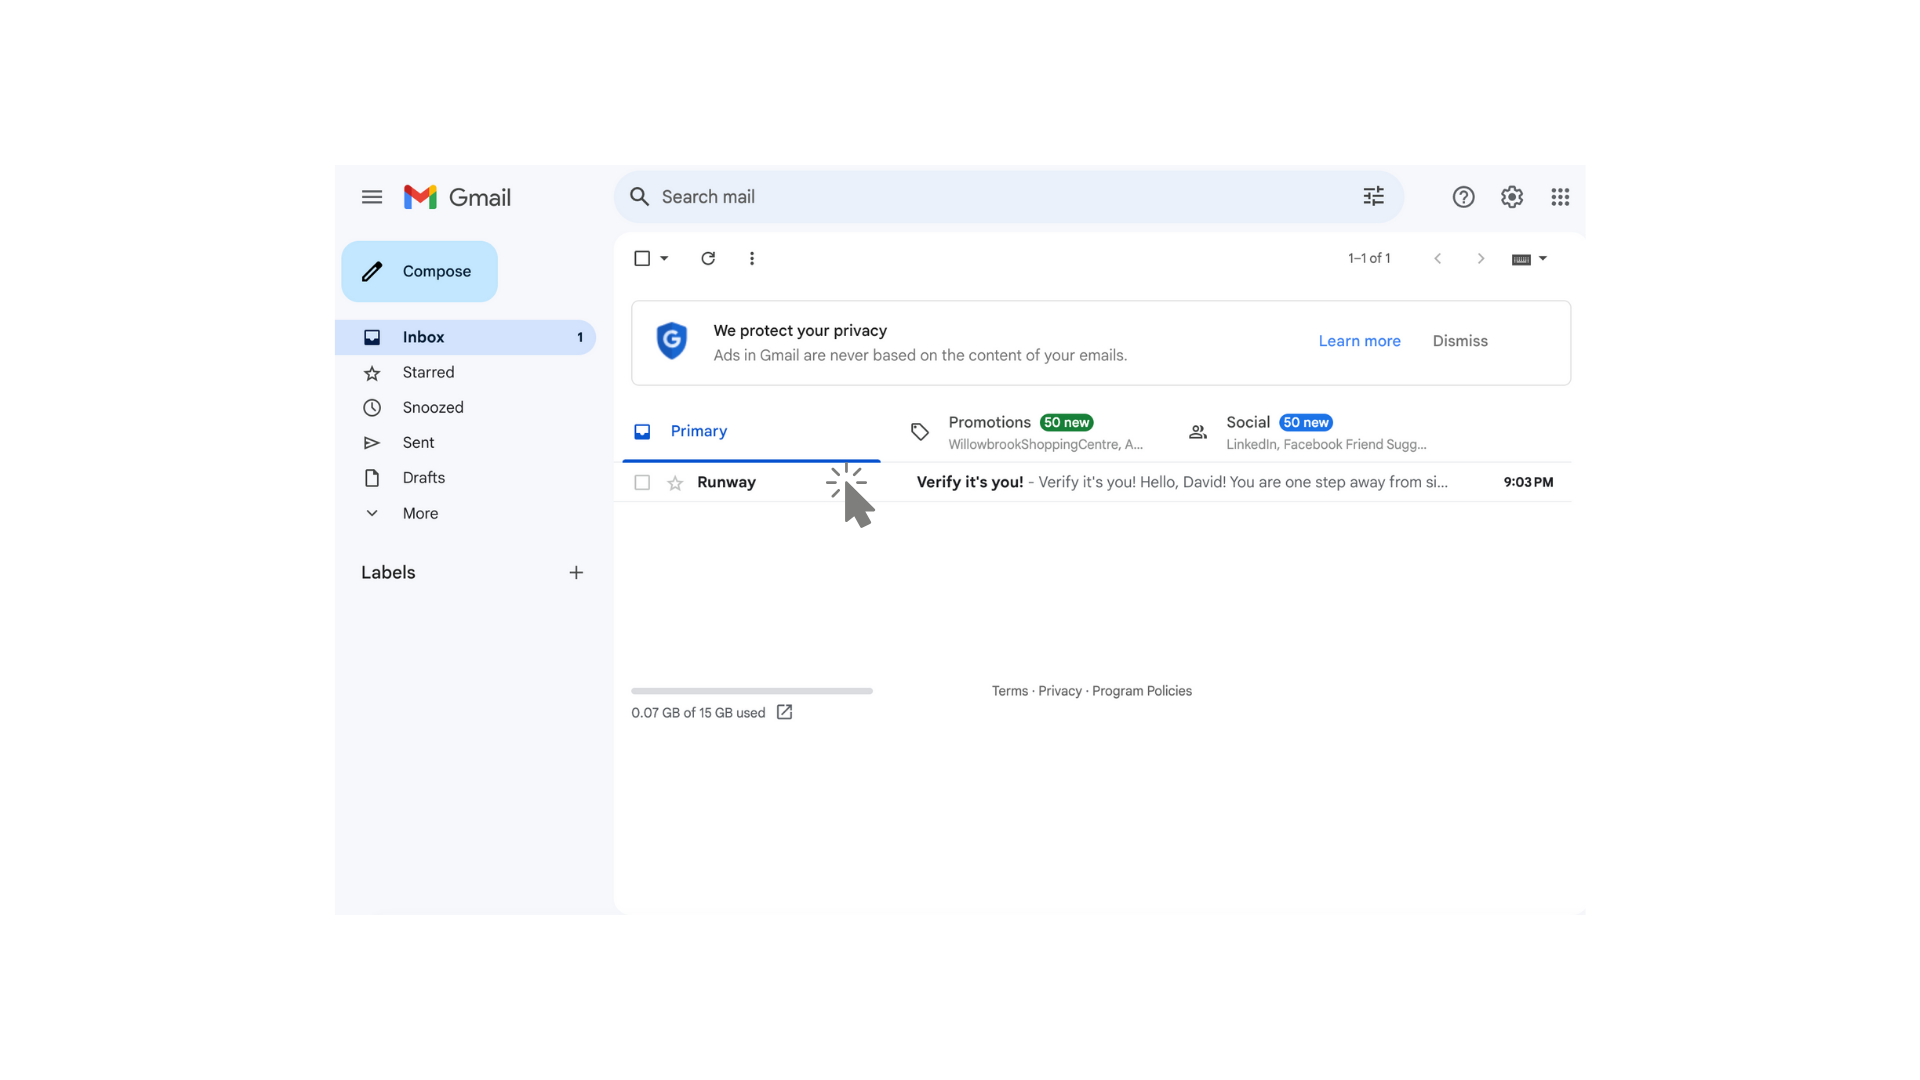 Gmail
Search mail
Compose
1–1 of 1
Inbox 1
Starred
Snoozed
Sent
Drafts
More
Labels
We protect your privacy
Ads in Gmail are never based on the content of your emails.
Learn more
Dismiss
Primary
Promotions 50 new
WillowbrookShoppingCentre, A...
Social 50 new
LinkedIn, Facebook Friend Sugg...
Runway Verify it's you! - Verify it's you! Hello, David! You are one step away from si... 9:03 PM
Terms · Privacy · Program Policies
0.07 GB of 15 GB used